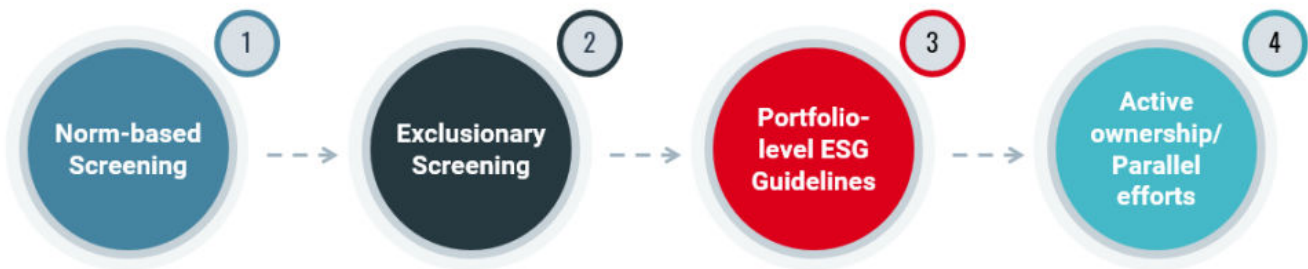 1
Norm-based
Screening
2
Exclusionary
Screening
3
Portfolio-
level ESG
Guidelines
4
Active
ownership/
Parallel
efforts